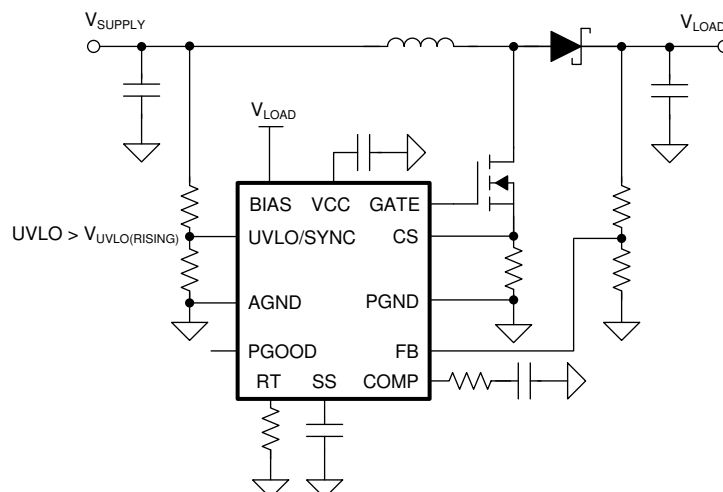 VSUPPLY
VLOAD
VLOAD
BIAS VCC GATE
UVLO > VUVLO(RISING)
UVLO/SYNC CS
AGND PGND
PGOOD FB
RT SS COMP